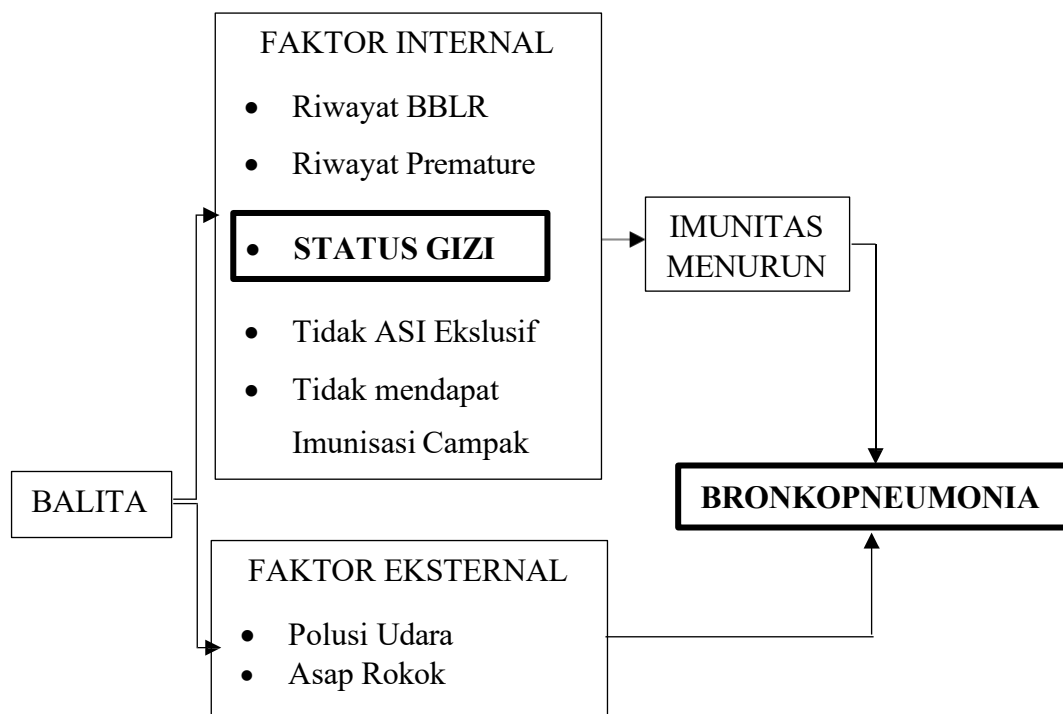 FAKTOR INTERNAL
• Riwayat BBLR
• Riwayat Premature
• STATUS GIZI
• Tidak ASI Ekslusif
• Tidak mendapat
Imunisasi Campak
IMUNITAS
MENURUN
BALITA
BRONKOPNEUMONIA
FAKTOR EKSTERNAL
• Polusi Udara
• Asap Rokok